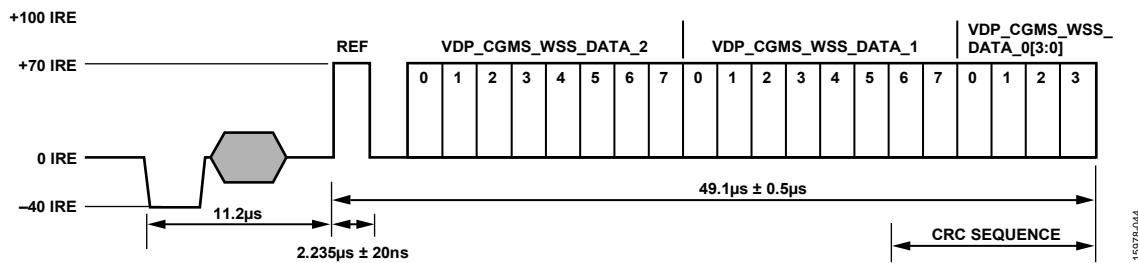 +100 IRE
REF
VDP_CGMS_WSS_DATA_2
VDP_CGMS_WSS_DATA_1
VDP_CGMS_WSS_
DATA_0[3:0]
+70 IRE
0 1 2 3 4 5 6 7 0 1 2 3 4 5 6 7 0 1 2 3
0 IRE
49.1µs ± 0.5µs
–40 IRE
11.2µs
CRC SEQUENCE
2.235µs ± 20ns
15978-044